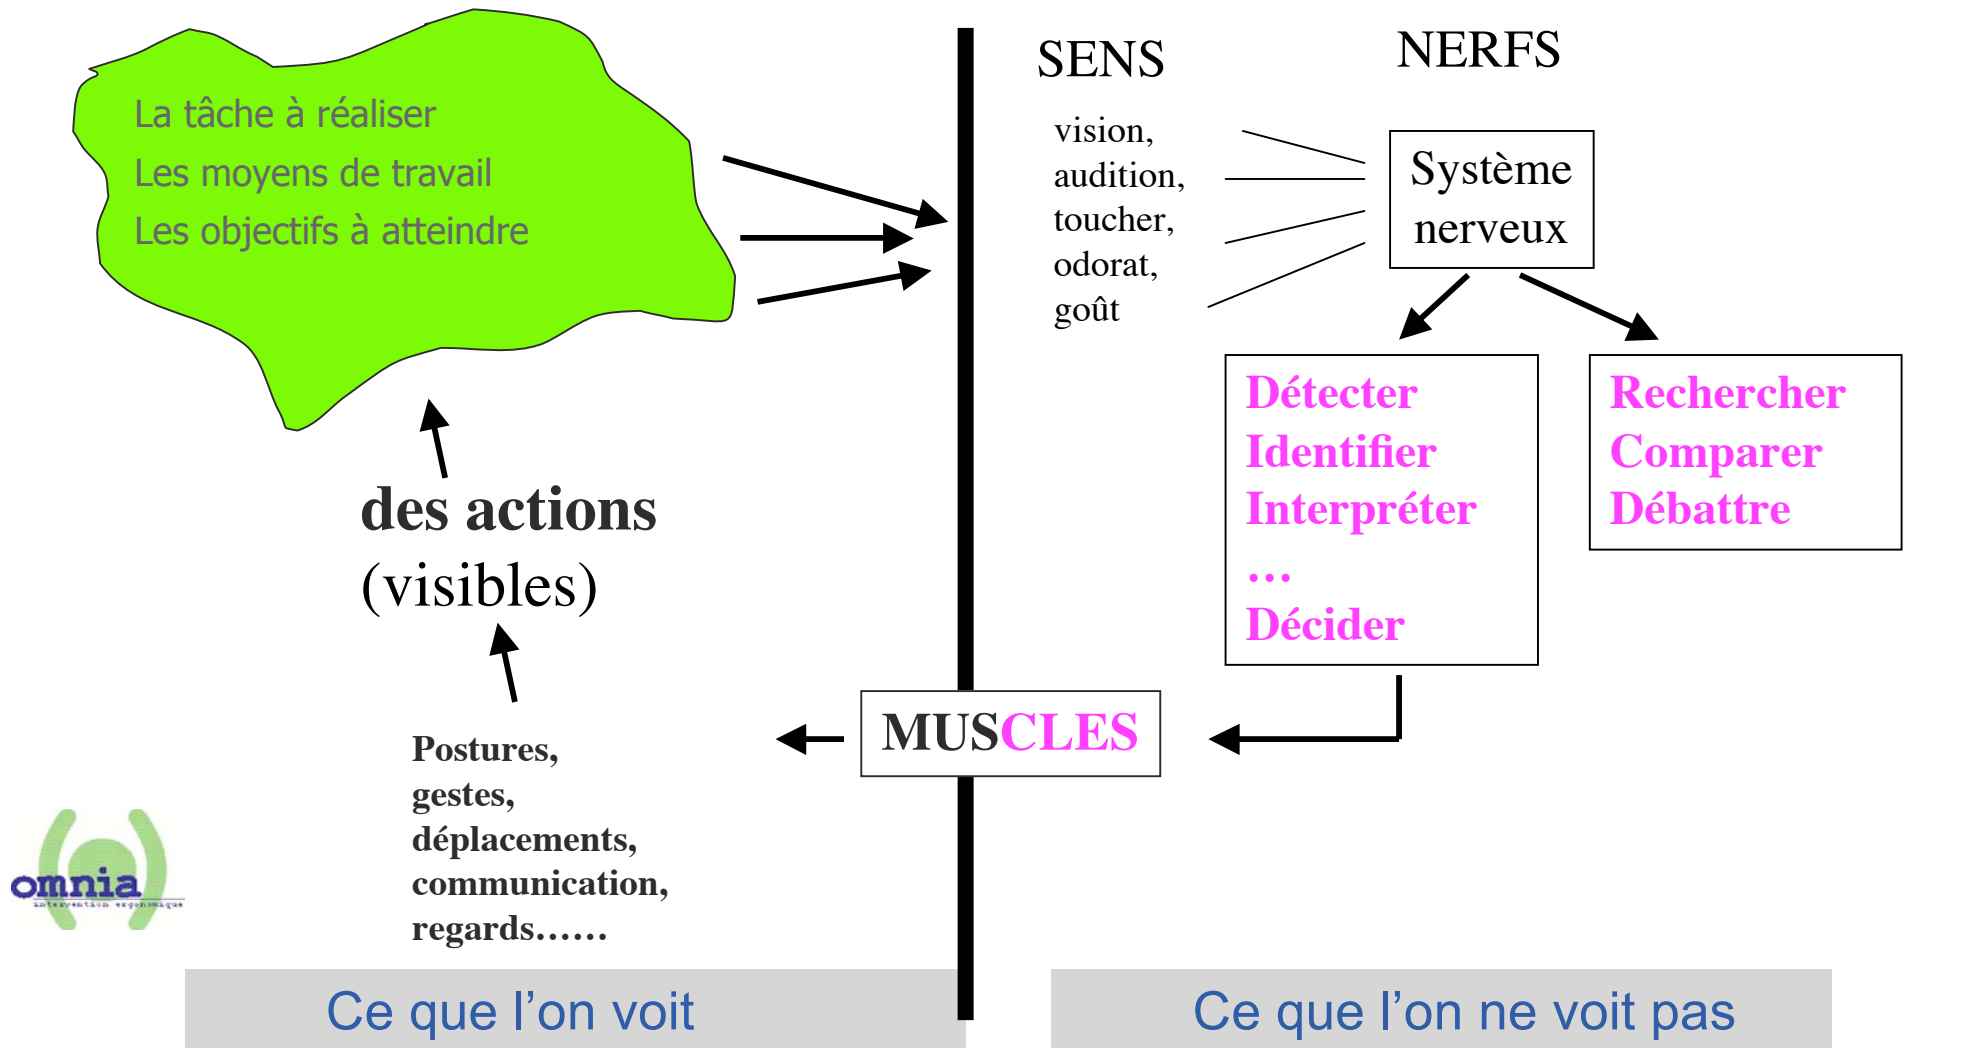 La tâche à réaliser
Les moyens de travail
Les objectifs à atteindre
des actions
(visibles)
Postures,
gestes,
déplacements,
communication,
regards……
omnia
intervention ergonomique
Ce que l’on voit
SENS
vision,
audition,
toucher,
odorat,
goût
NERFS
Système
nerveux
Détecter
Identifier
Interpréter
…
Décider
Rechercher
Comparer
Débattre
MUSCLES
Ce que l’on ne voit pas